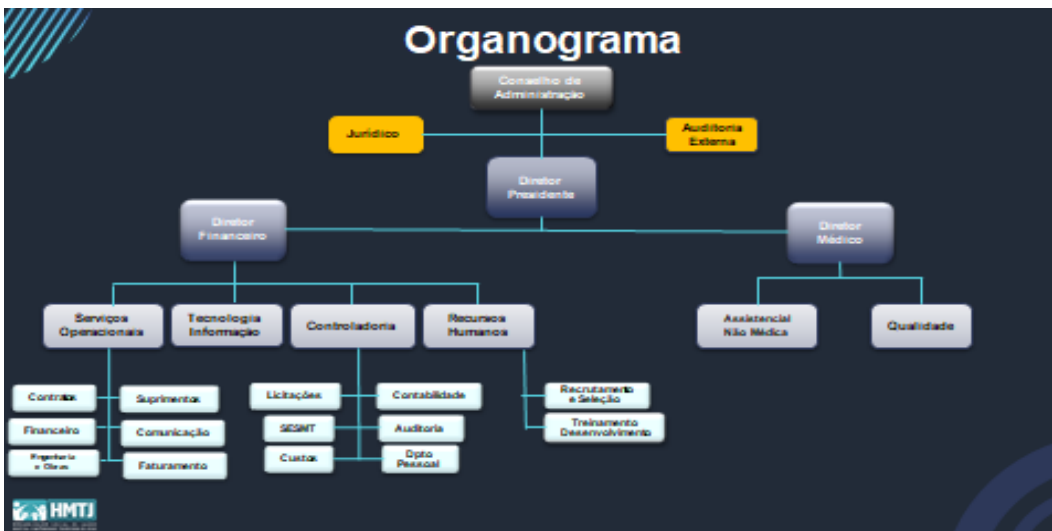 Organograma
Conselho de
Administração
Jurídico
Auditoria
Externa
Diretor
Presidente
Diretor
Financeiro
Diretor
Médico
Serviços
Operacionais
Tecnologia
Informação
Controladoria
Recursos
Humanos
Assistencial
Não Médica
Qualidade
Contratos
Suprimentos
Licitações
Contabilidade
Recrutamento
e Seleção
Financeiro
Comunicação
SESMT
Auditoria
Treinamento
Desenvolvimento
Engenharia
e Obras
Faturamento
Custos
Dpto
Pessoal
HMTJ